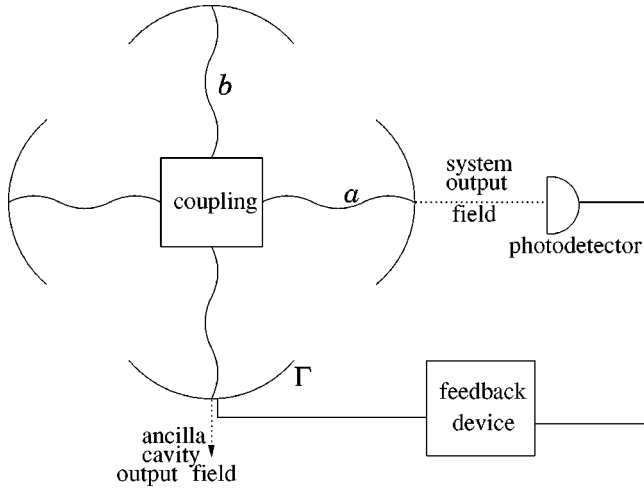 b
coupling
a
system
output
field
photodetector
Γ
feedback
device
ancilla
cavity
output field